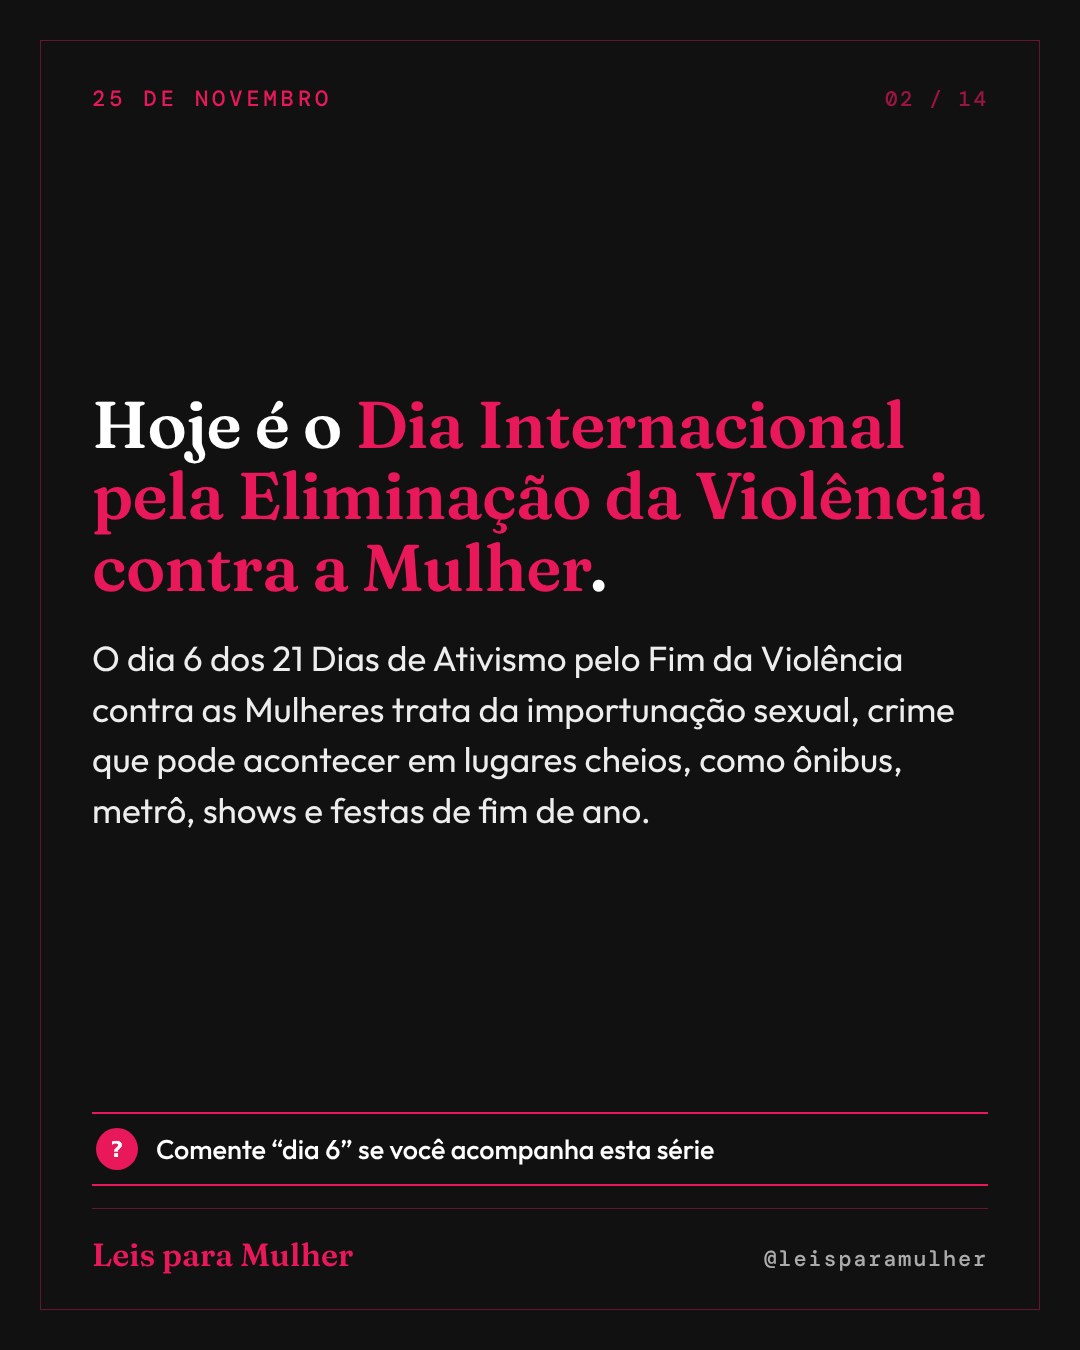 25 DE NOVEMBRO
02 / 14
Hoje é o Dia Internacional
pela Eliminação da Violência
contra a Mulher.
O dia 6 dos 21 Dias de Ativismo pelo Fim da Violência
contra as Mulheres trata da importunação sexual, crime
que pode acontecer em lugares cheios, como ônibus,
metrô, shows e festas de fim de ano.
? Comente “dia 6” se você acompanha esta série
Leis para Mulher
@leisparamulher